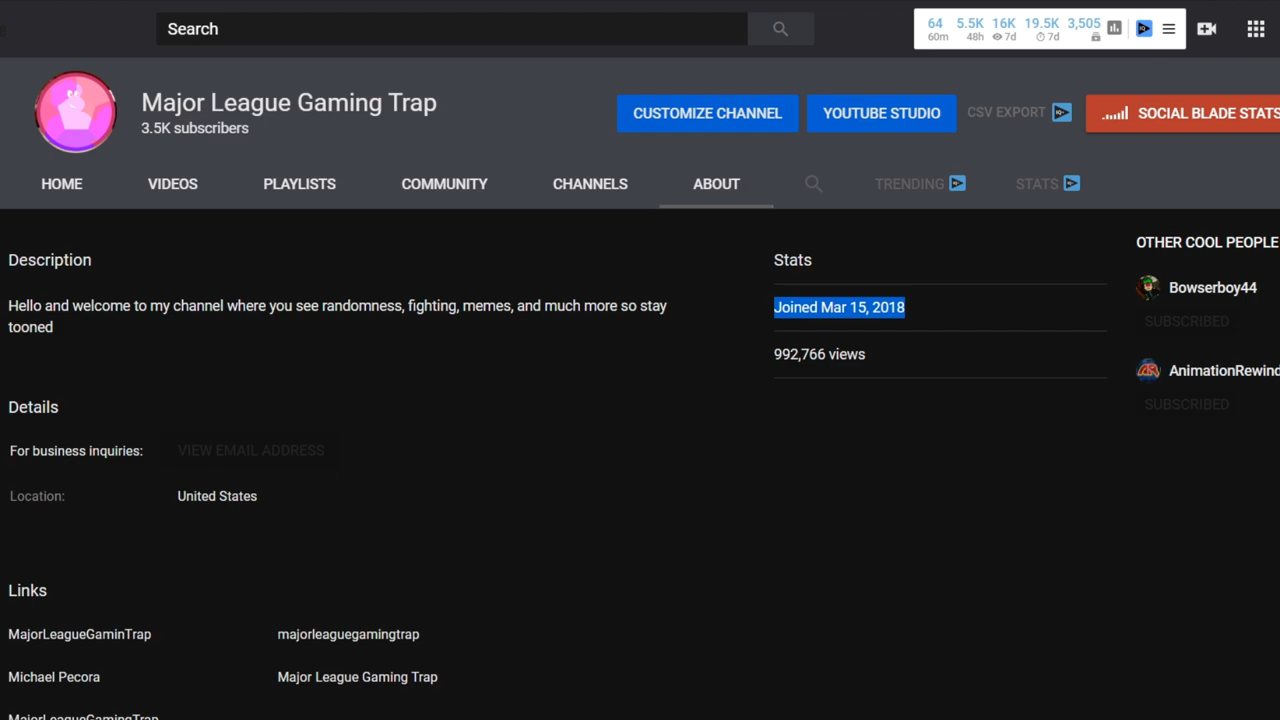 Search
64 5.5K 16K 19.5K 3,505
60m 48h 7d 7d
Major League Gaming Trap
3.5K subscribers
CUSTOMIZE CHANNEL
YOUTUBE STUDIO
CSV EXPORT
SOCIAL BLADE STATS
HOME
VIDEOS
PLAYLISTS
COMMUNITY
CHANNELS
ABOUT
TRENDING
STATS
Description
Hello and welcome to my channel where you see randomness, fighting, memes, and much more so stay
tooned
Details
For business inquiries: VIEW EMAIL ADDRESS
Location: United States
Links
MajorLeagueGaminTrap majorleaguegamingtrap
Michael Pecora Major League Gaming Trap
MajorLeagueGamingTrap
Stats
Joined Mar 15, 2018
992,766 views
OTHER COOL PEOPLE
Bowserboy44
SUBSCRIBED
AnimationRewind
SUBSCRIBED